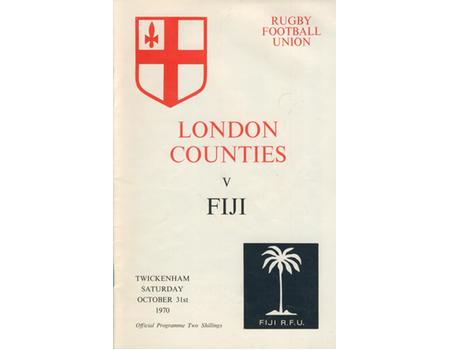 RUGBY
FOOTBALL
UNION
LONDON
COUNTIES
V
FIJI
TWICKENHAM
SATURDAY
OCTOBER 31st
1970
Official Programme Two Shillings
FIJI R.F.U.